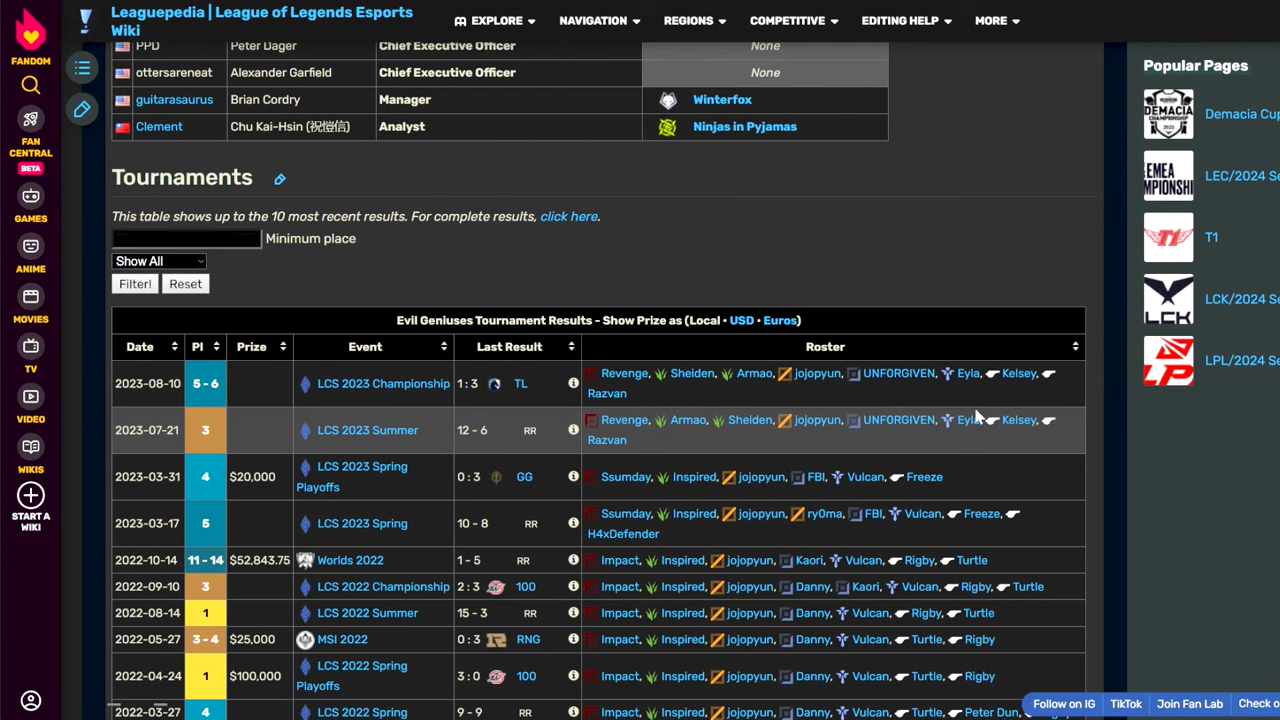 Leaguepedia | League of Legends Esports
Wiki
EXPLORE NAVIGATION REGIONS COMPETITIVE EDITING HELP MORE
FANDOM
FAN
CENTRAL
BETA
GAMES
ANIME
MOVIES
TV
VIDEO
WIKIS
START A
WIKI
PPD Peter Dager Chief Executive Officer None
ottersareneat Alexander Garfield Chief Executive Officer None
guitarasaurus Brian Cordry Manager Winterfox
Clement Chu Kai-Hsin (祝愷信) Analyst Ninjas in Pyjamas
Tournaments
This table shows up to the 10 most recent results. For complete results, click here.
Minimum place
Show All
Filter! Reset
Evil Geniuses Tournament Results - Show Prize as (Local • USD • Euros)
Date Pl Prize Event Last Result Roster
2023-08-10 5 - 6 LCS 2023 Championship 1 : 3 TL Revenge, Sheiden, Armao, jojopyun, UNFORGIVEN, Eyla, Kelsey,
Razvan
2023-07-21 3 LCS 2023 Summer 12 - 6 RR Revenge, Armao, Sheiden, jojopyun, UNFORGIVEN, Eyla, Kelsey,
Razvan
2023-03-31 4 $20,000 LCS 2023 Spring
Playoffs 0 : 3 GG Ssumday, Inspired, jojopyun, FBI, Vulcan, Freeze
2023-03-17 5 LCS 2023 Spring 10 - 8 RR Ssumday, Inspired, jojopyun, ry0ma, FBI, Vulcan, Freeze,
H4xDefender
2022-10-14 11 - 14 $52,843.75 Worlds 2022 1 - 5 RR Impact, Inspired, jojopyun, Kaori, Vulcan, Rigby, Turtle
2022-09-10 3 LCS 2022 Championship 2 : 3 100 Impact, Inspired, jojopyun, Danny, Kaori, Vulcan, Rigby, Turtle
2022-08-14 1 LCS 2022 Summer 15 - 3 RR Impact, Inspired, jojopyun, Danny, Vulcan, Rigby, Turtle
2022-05-27 3 - 4 $25,000 MSI 2022 0 : 3 RNG Impact, Inspired, jojopyun, Danny, Vulcan, Turtle, Rigby
2022-04-24 1 $100,000 LCS 2022 Spring
Playoffs 3 : 0 100 Impact, Inspired, jojopyun, Danny, Vulcan, Turtle, Rigby
2022-03-27 4 LCS 2022 Spring 9 - 9 RR Impact, Inspired, jojopyun, Danny, Vulcan, Turtle, Peter Dun,
Popular Pages
DEMACIA
CHAMPIONSHIP
2023
Demacia Cup
LEC/2024 Se
T1
LCK
LCK/2024 Se
LPL/2024 Se
Follow on IG TikTok Join Fan Lab Check o